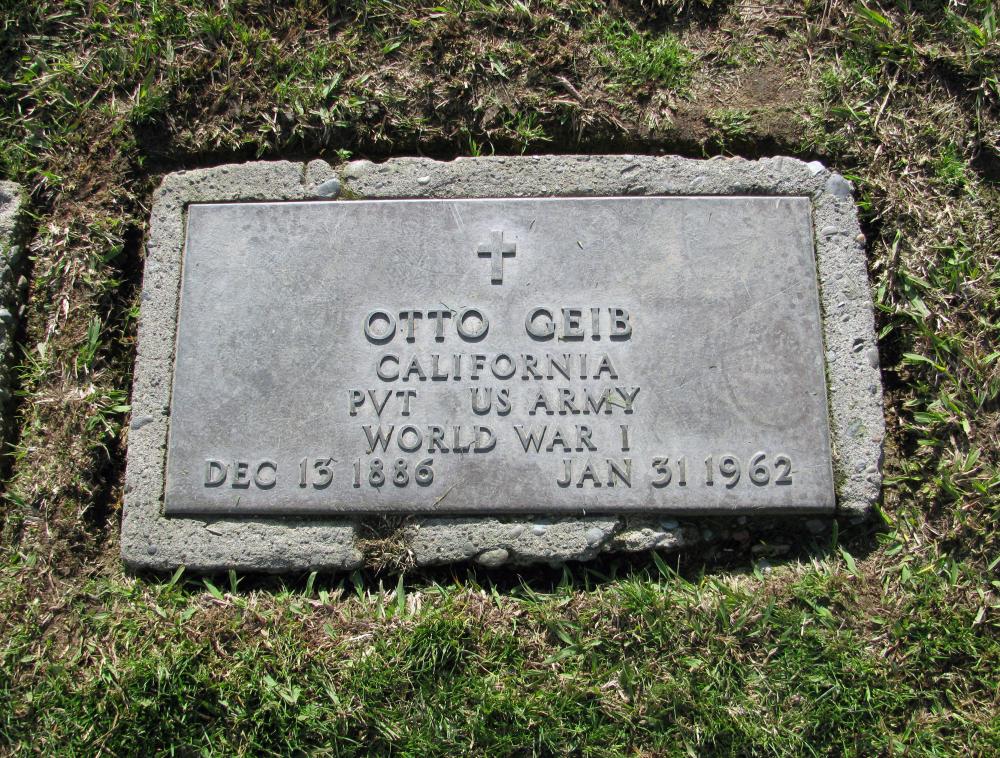 OTTO GEIB
CALIFORNIA
PVT US ARMY
WORLD WAR I
DEC 13 1886 JAN 31 1962